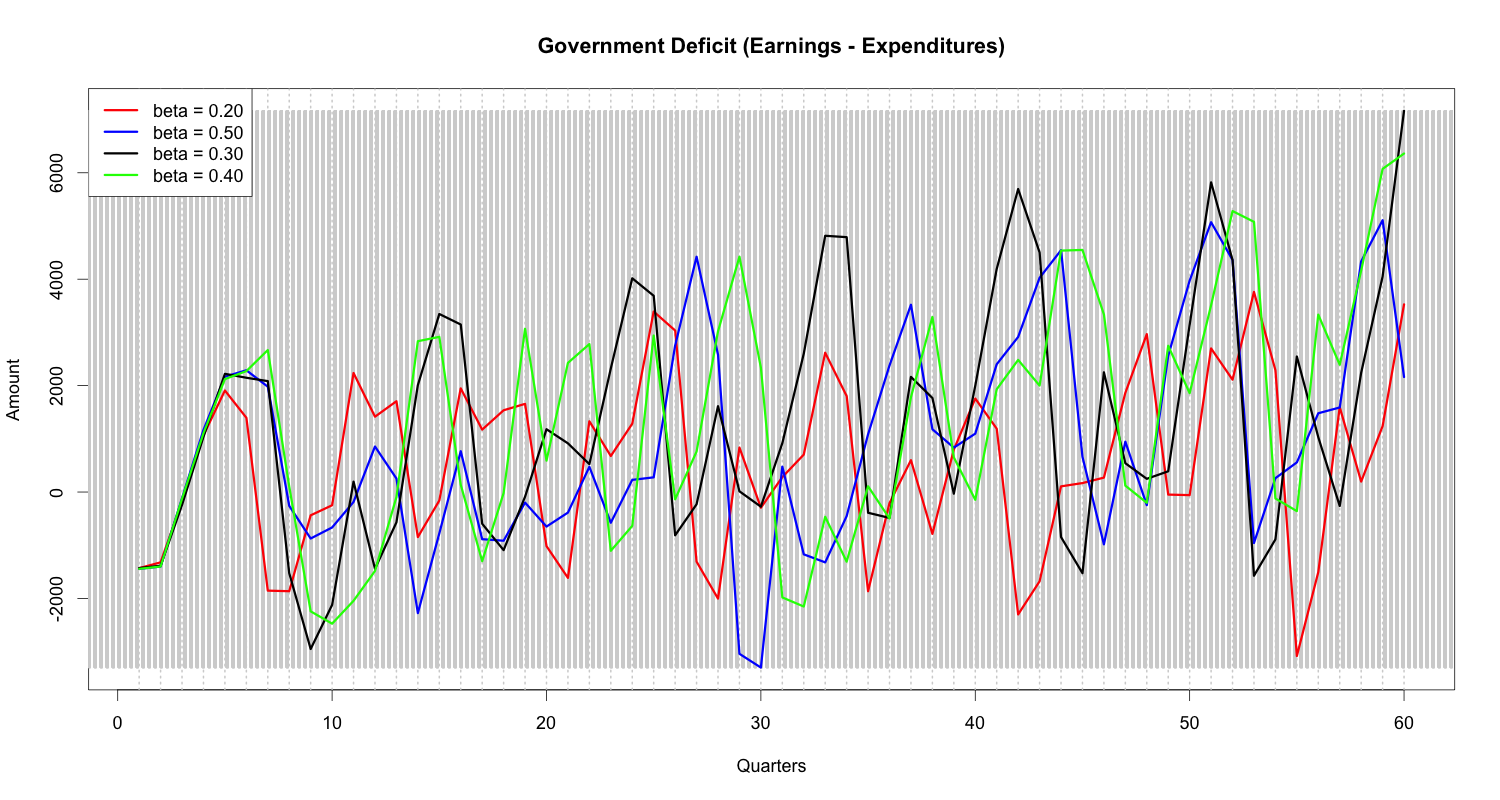 Government Deficit (Earnings - Expenditures)
beta = 0.20
beta = 0.50
beta = 0.30
beta = 0.40
Amount
6000
4000
2000
0
-2000
0 10 20 30 40 50 60
Quarters